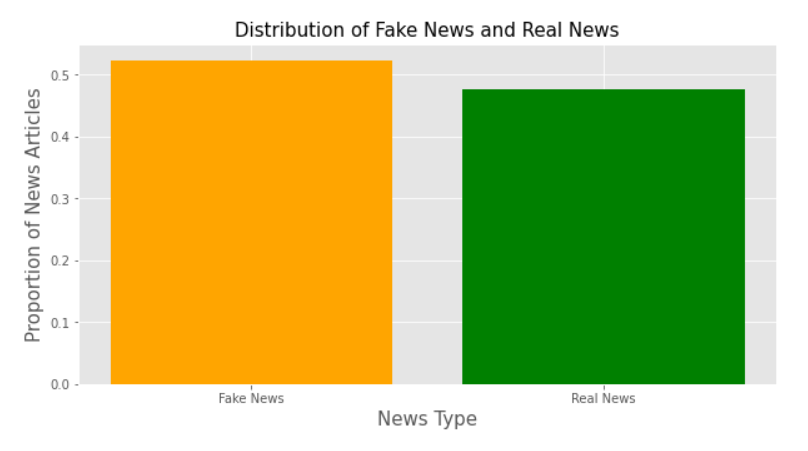 Distribution of Fake News and Real News
Proportion of News Articles
0.5
0.4
0.3
0.2
0.1
0.0
Fake News
Real News
News Type